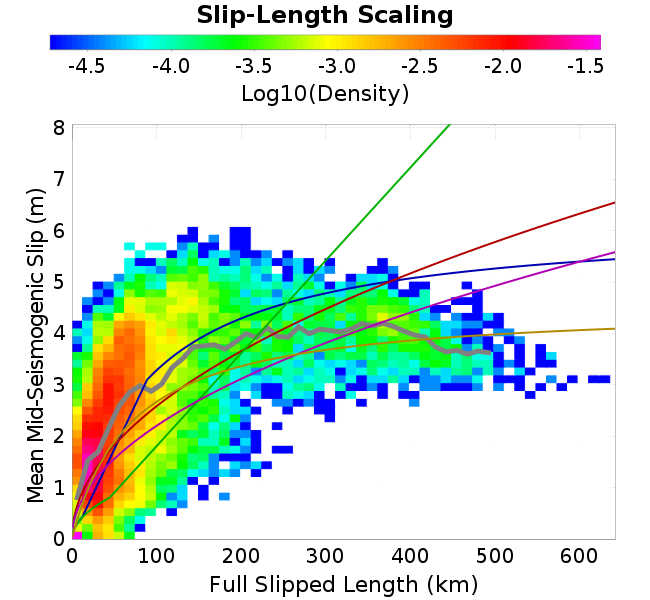 Slip-Length Scaling
-4.5 -4.0 -3.5 -3.0 -2.5 -2.0 -1.5
Log10(Density)
8
7
6
5
4
3
2
1
0
Mean Mid-Seismogenic Slip (m)
0 100 200 300 400 500 600
Full Slipped Length (km)